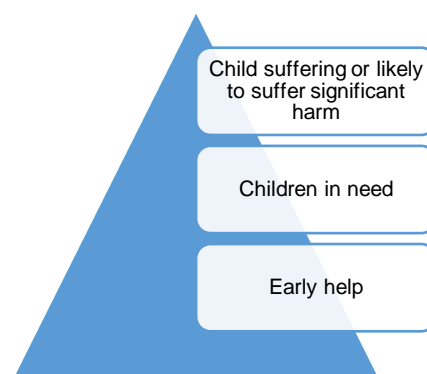 Child suffering or likely
to suffer significant
harm
Children in need
Early help